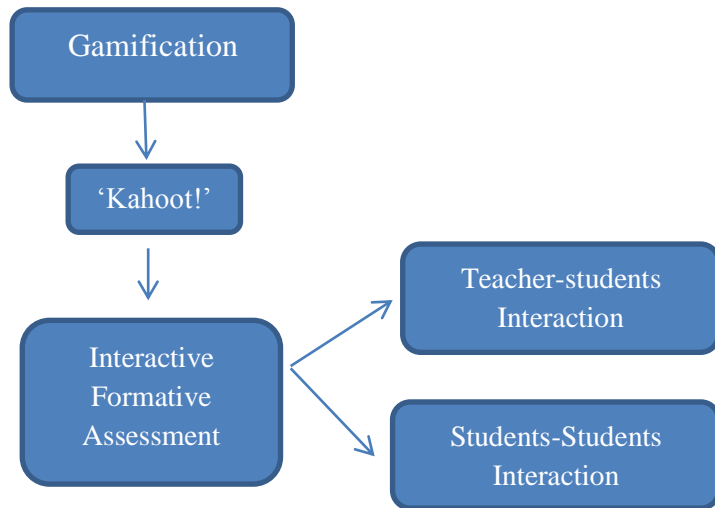 Gamification
‘Kahoot!’
Interactive
Formative
Assessment
Teacher-students
Interaction
Students-Students
Interaction